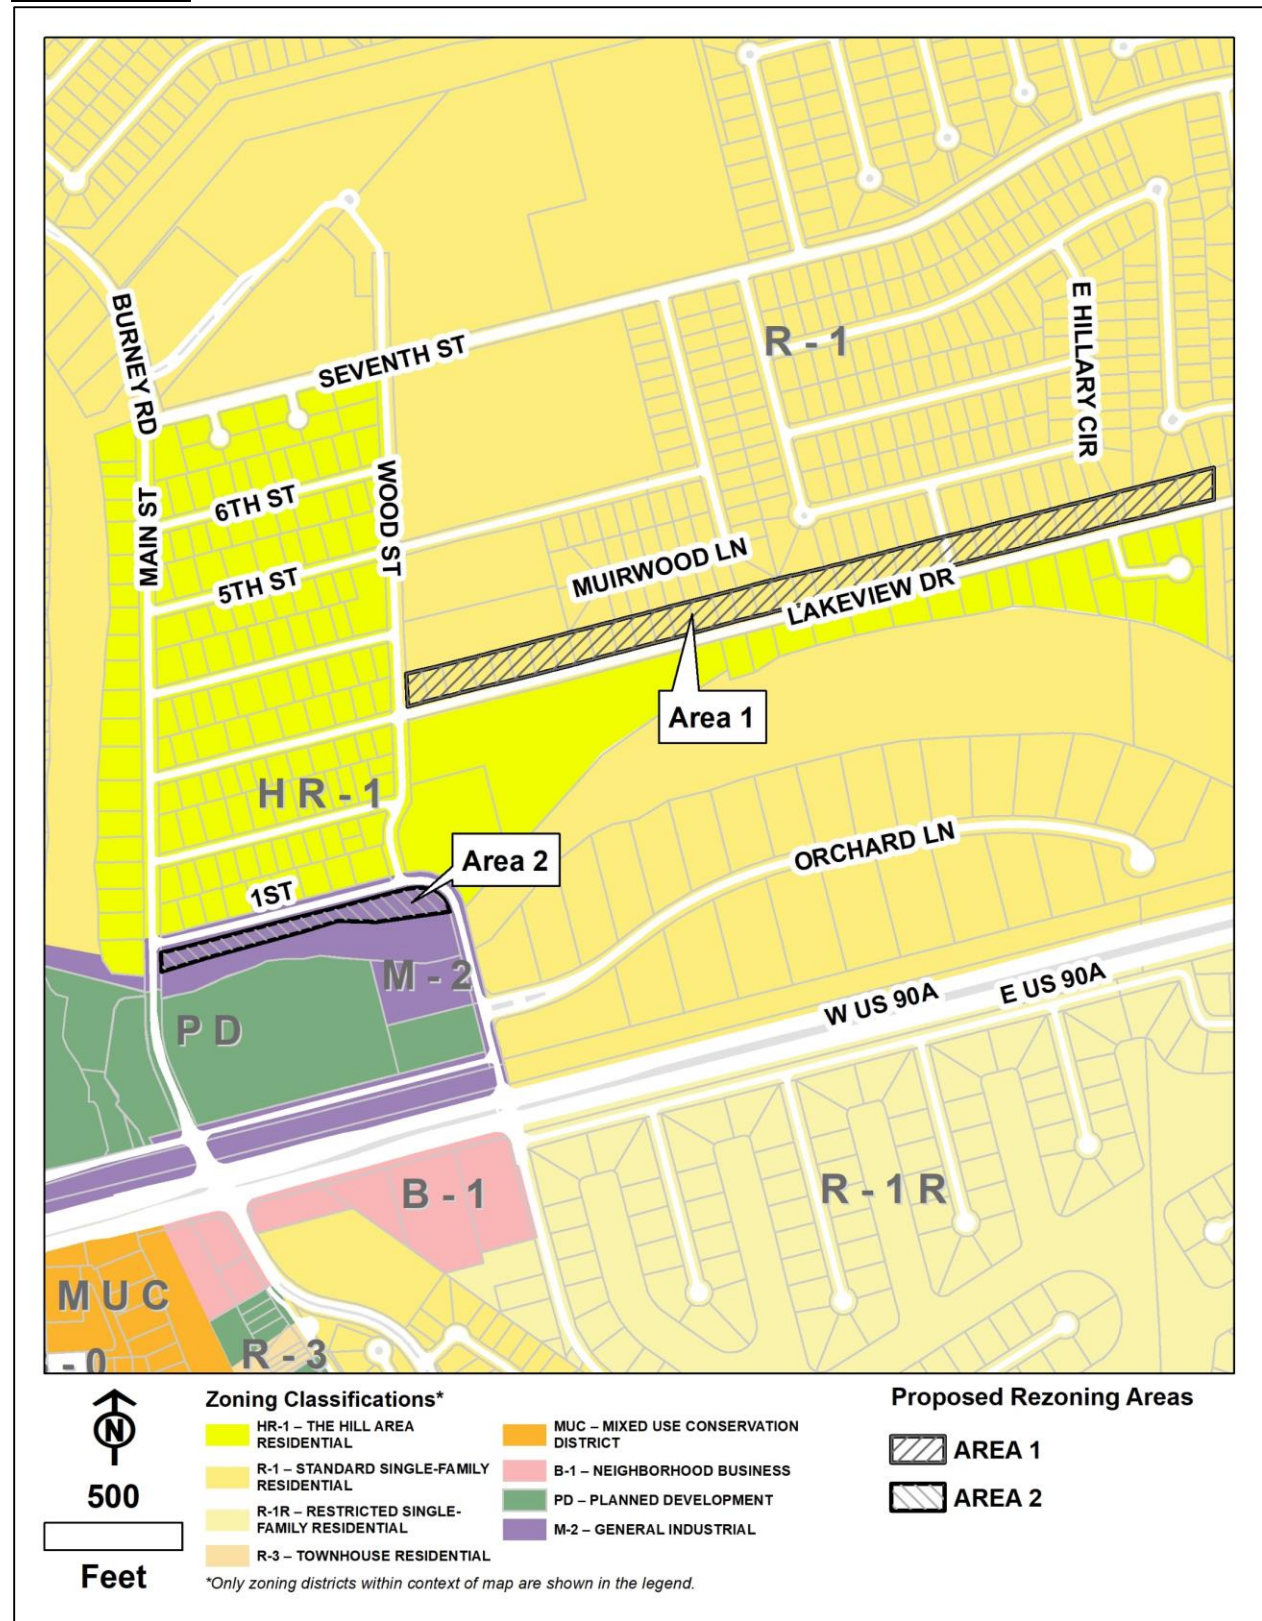 BURNEY RD
SEVENTH ST
R - 1
E HILLARY CIR
MAIN ST
6TH ST
WOOD ST
5TH ST
MUIRWOOD LN
LAKEVIEW DR
Area 1
H R - 1
Area 2
ORCHARD LN
1ST
M - 2
P D
W US 90A
E US 90A
B - 1
R - 1 R
M U C
R - 3
- 0
N
500
Feet
Zoning Classifications*
HR-1 – THE HILL AREA
RESIDENTIAL
R-1 – STANDARD SINGLE-FAMILY
RESIDENTIAL
R-1R – RESTRICTED SINGLE-
FAMILY RESIDENTIAL
R-3 – TOWNHOUSE RESIDENTIAL
MUC – MIXED USE CONSERVATION
DISTRICT
B-1 – NEIGHBORHOOD BUSINESS
PD – PLANNED DEVELOPMENT
M-2 – GENERAL INDUSTRIAL
*Only zoning districts within context of map are shown in the legend.
Proposed Rezoning Areas
AREA 1
AREA 2